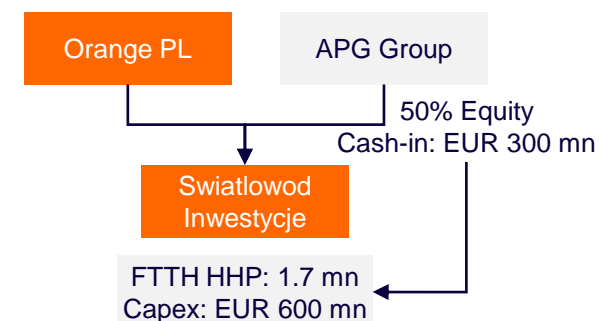 Orange PL
APG Group
50% Equity
Cash-in: EUR 300 mn
Swiatlowod
Inwestycje
FTTH HHP: 1.7 mn
Capex: EUR 600 mn